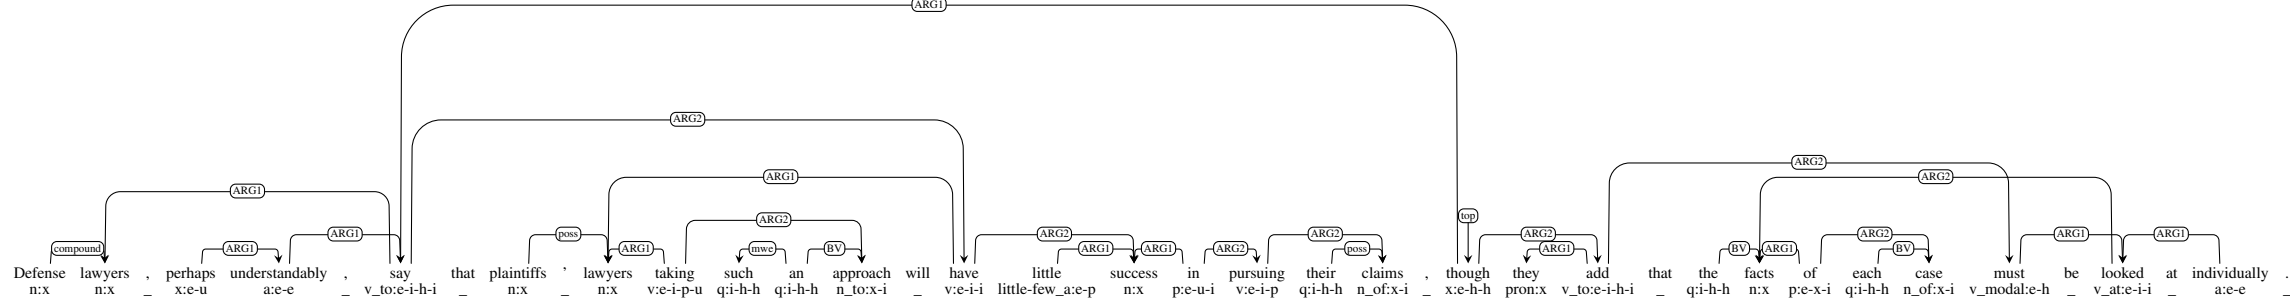 ARG1
ARG2
ARG2
ARG1 ARG1 ARG2
top
ARG2
compound ARG1 ARG1 poss ARG1 mwe BV ARG2 ARG1 ARG1 ARG2 ARG2 poss ARG2 ARG1 BV ARG1 ARG2 BV ARG1 ARG1
Defense lawyers , perhaps understandably , say that plaintiffs ' lawyers taking such an approach will have little success in pursuing their claims , though they add that the facts of each case must be looked at individually .
n:x n:x _ x:e-u a:e-e _ v_to:e-i-h-i _ n:x _ n:x v:e-i-p-u q:i-h-h q:i-h-h n_to:x-i _ v:e-i-i little-few_a:e-p n:x p:e-u-i v:e-i-p q:i-h-h n_of:x-i _ x:e-h-h pron:x v_to:e-i-h-i _ q:i-h-h n:x p:e-x-i q:i-h-h n_of:x-i v_modal:e-h _ v_at:e-i-i _ a:e-e _